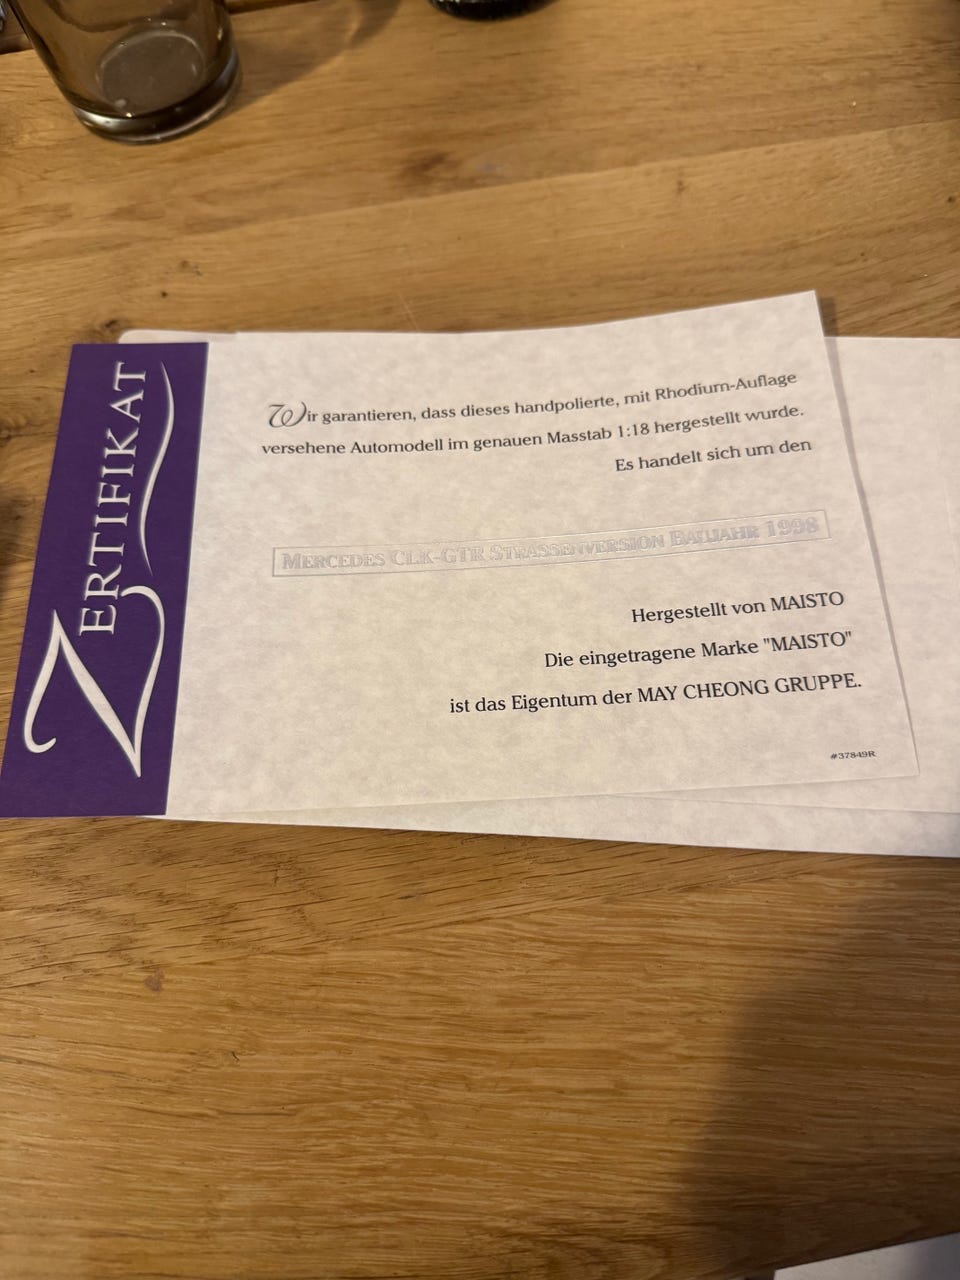 ZERTIFIKAT
Wir garantieren, dass dieses handpolierte, mit Rhodium-Auflage
versehene Automodell im genauen Masstab 1:18 hergestellt wurde.
Es handelt sich um den
MERCEDES CLK-GTR STRASSENVERSION BAUJAHR 1998
Hergestellt von MAISTO
Die eingetragene Marke "MAISTO"
ist das Eigentum der MAY CHEONG GRUPPE.
#37849R